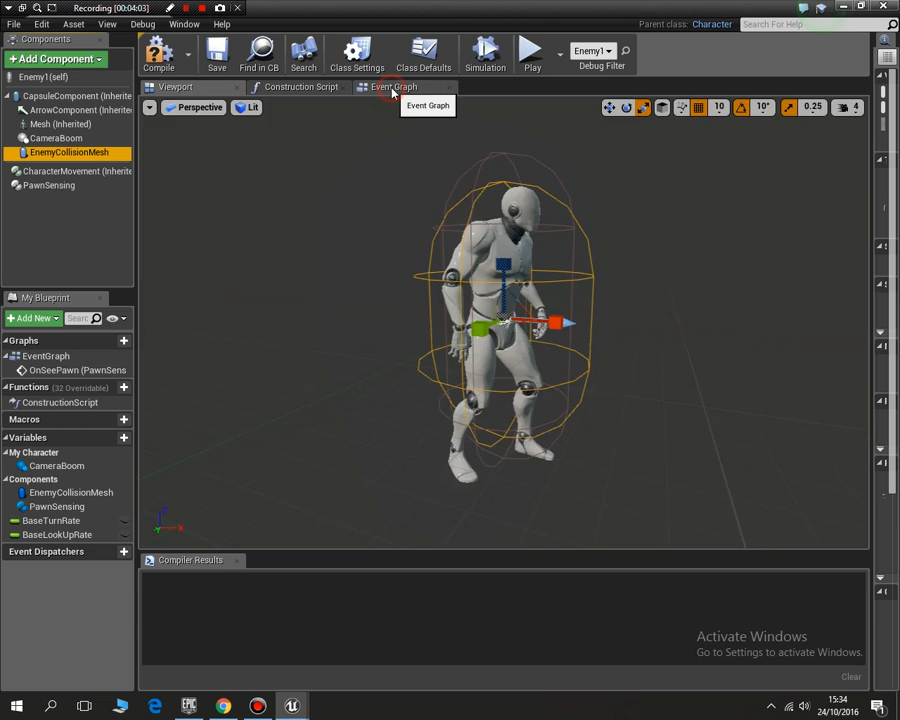 Recording [00:04:03]
File Edit Asset View Debug Window Help
Parent class: Character
Search For Help
Components
+ Add Component
Compile
Save
Find in CB
Search
Class Settings
Class Defaults
Simulation
Play
Enemy1
Debug Filter
Enemy1(self)
CapsuleComponent (Inherite
ArrowComponent (Inherite
Mesh (Inherited)
CameraBoom
EnemyCollisionMesh
CharacterMovement (Inherite
PawnSensing
Viewport
Construction Script
Event Graph
Event Graph
Perspective
Lit
10
10°
0.25
4
My Blueprint
+ Add New
Searc
Graphs
EventGraph
OnSeePawn (PawnSens
Functions (32 Overridable)
ConstructionScript
Macros
Variables
My Character
CameraBoom
Components
EnemyCollisionMesh
PawnSensing
BaseTurnRate
BaseLookUpRate
Event Dispatchers
Z
Y
X
Compiler Results
Activate Windows
Go to Settings to activate Windows.
Clear
EPIC
15:34
24/10/2016
1